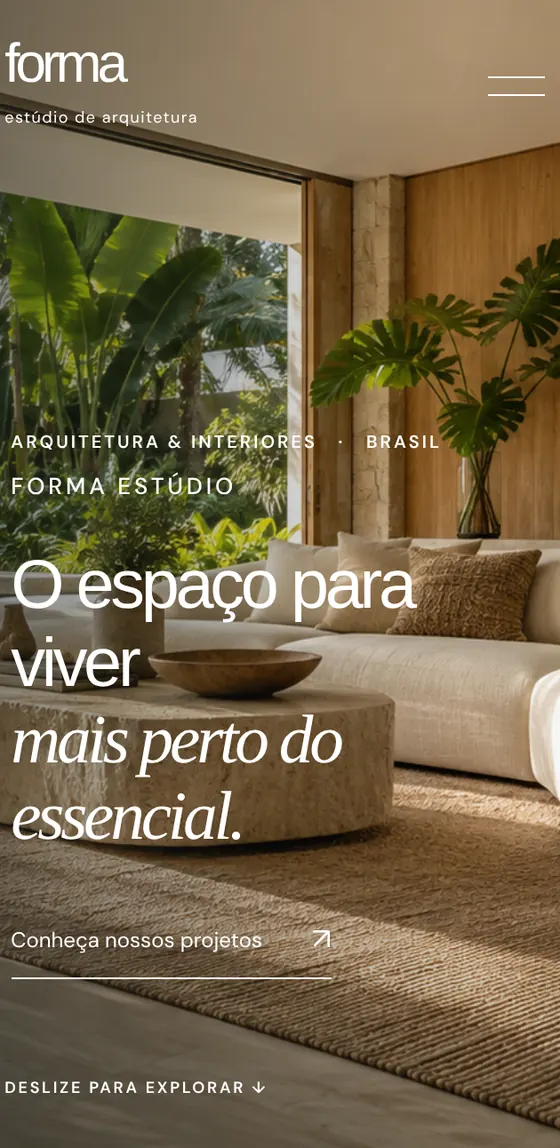 forma
estúdio de arquitetura
ARQUITETURA & INTERIORES · BRASIL
FORMA ESTÚDIO
O espaço para
viver
mais perto do
essencial.
Conheça nossos projetos ↗
DESLIZE PARA EXPLORAR ↓